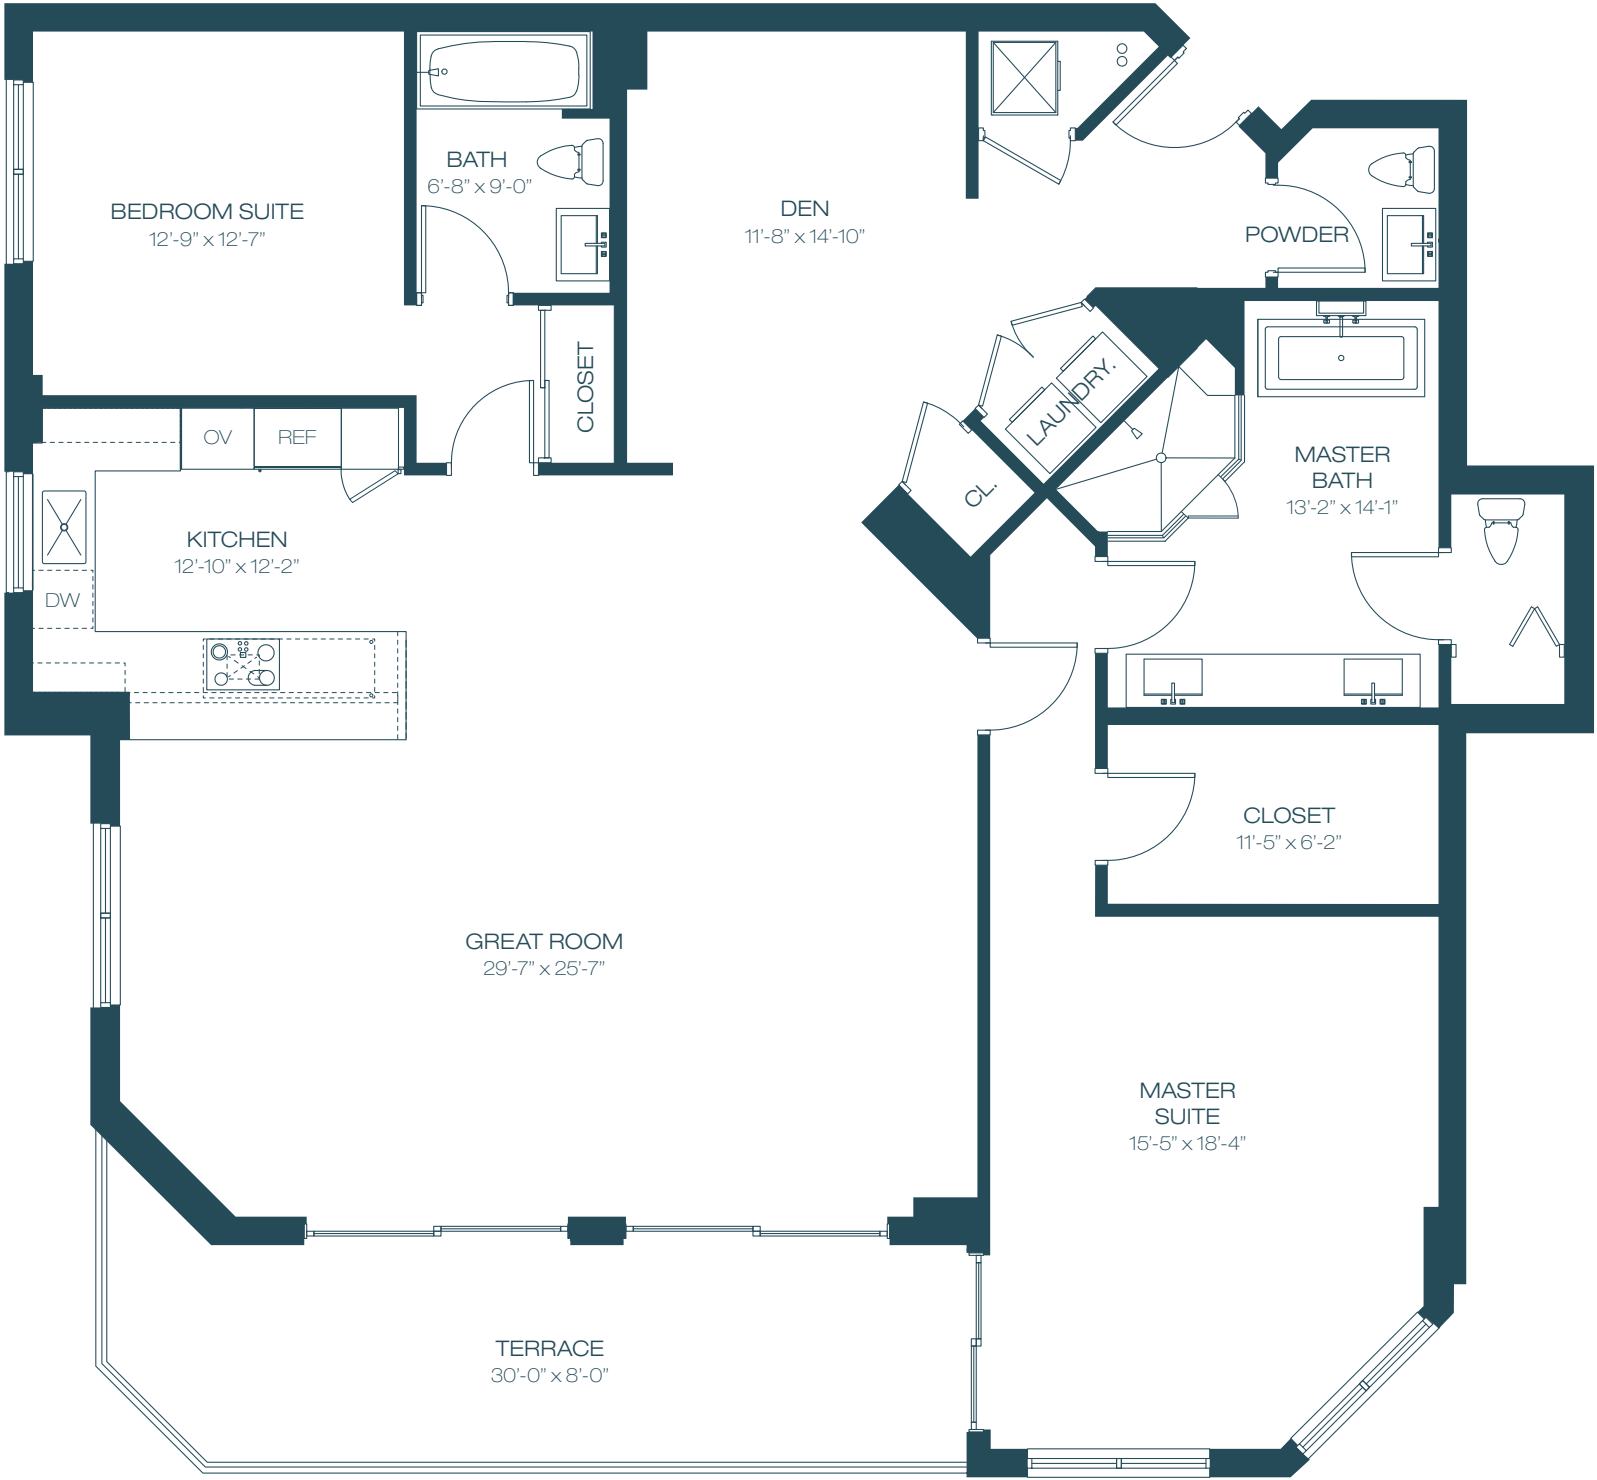 BATH
6'-8" x 9'-0"
BEDROOM SUITE
12'-9" x 12'-7"
DEN
11'-8" x 14'-10"
POWDER
CLOSET
LAUNDRY.
OV
REF
CL.
MASTER
BATH
13'-2" x 14'-1"
KITCHEN
12'-10" x 12'-2"
DW
CLOSET
11'-5" x 6'-2"
GREAT ROOM
29'-7" x 25'-7"
MASTER
SUITE
15'-5" x 18'-4"
TERRACE
30'-0" x 8'-0"